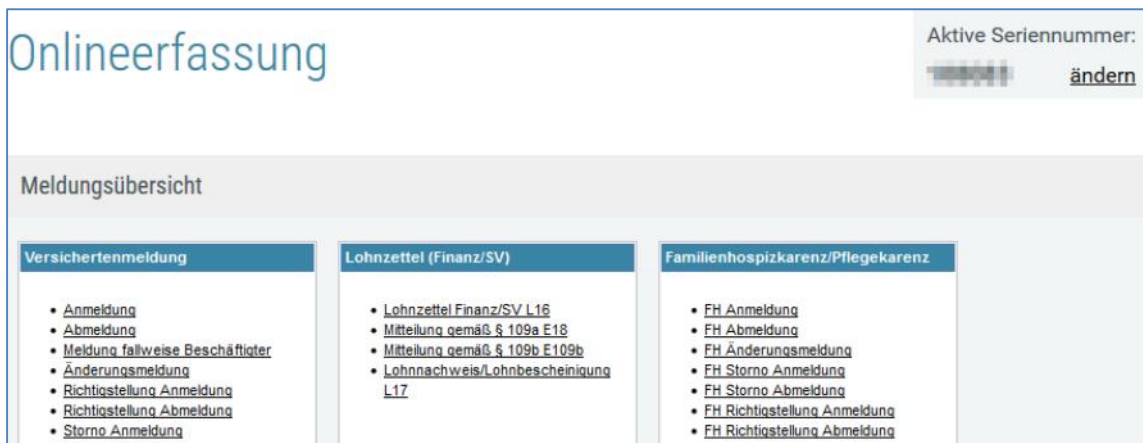 Onlineerfassung
Aktive Seriennummer:
ändern
Meldungsübersicht
Versichertenmeldung
• Anmeldung
• Abmeldung
• Meldung fallweise Beschäftigter
• Änderungsmeldung
• Richtigstellung Anmeldung
• Richtigstellung Abmeldung
• Storno Anmeldung
Lohnzettel (Finanz/SV)
• Lohnzettel Finanz/SV L16
• Mitteilung gemäß § 109a E18
• Mitteilung gemäß § 109b E109b
• Lohnnachweis/Lohnbescheinigung
L17
Familienhospizkarenz/Pflegekarenz
• FH Anmeldung
• FH Abmeldung
• FH Änderungsmeldung
• FH Storno Anmeldung
• FH Storno Abmeldung
• FH Richtigstellung Anmeldung
• FH Richtigstellung Abmeldung